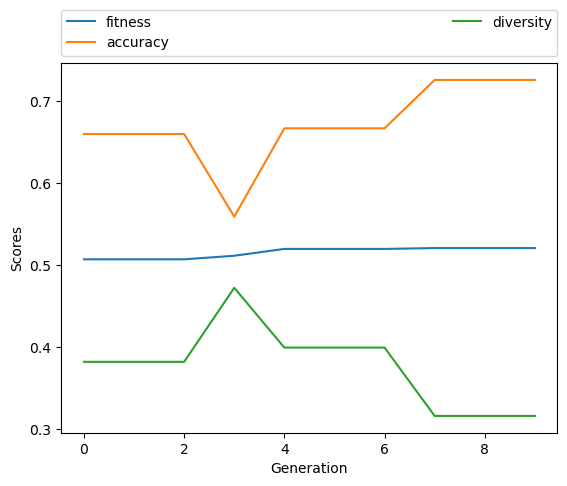 fitness
accuracy
diversity
0.7
0.6
0.5
0.4
0.3
Scores
0 2 4 6 8
Generation